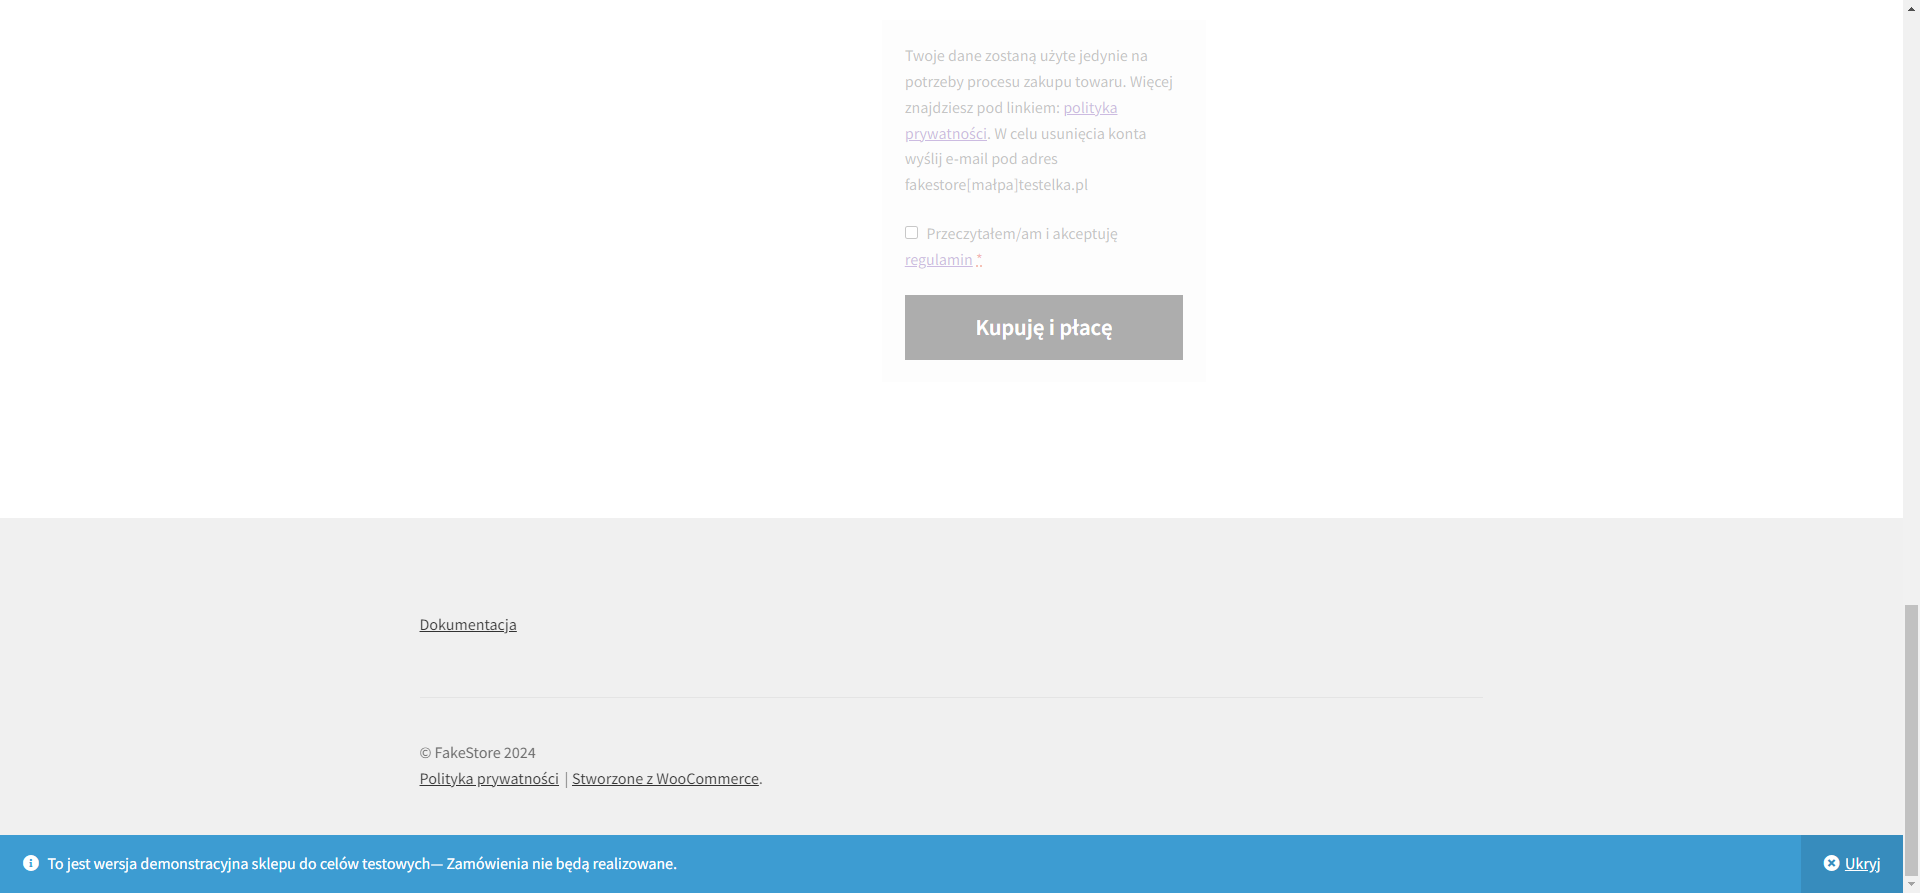 Twoje dane zostaną użyte jedynie na
potrzeby procesu zakupu towaru. Więcej
znajdziesz pod linkiem: polityka
prywatności. W celu usunięcia konta
wyślij e-mail pod adres
fakestore[małpa]testelka.pl
Przeczytałem/am i akceptuję
regulamin *
Kupuję i płacę
Dokumentacja
© FakeStore 2024
Polityka prywatności | Stworzone z WooCommerce.
To jest wersja demonstracyjna sklepu do celów testowych— Zamówienia nie będą realizowane.
Ukryj